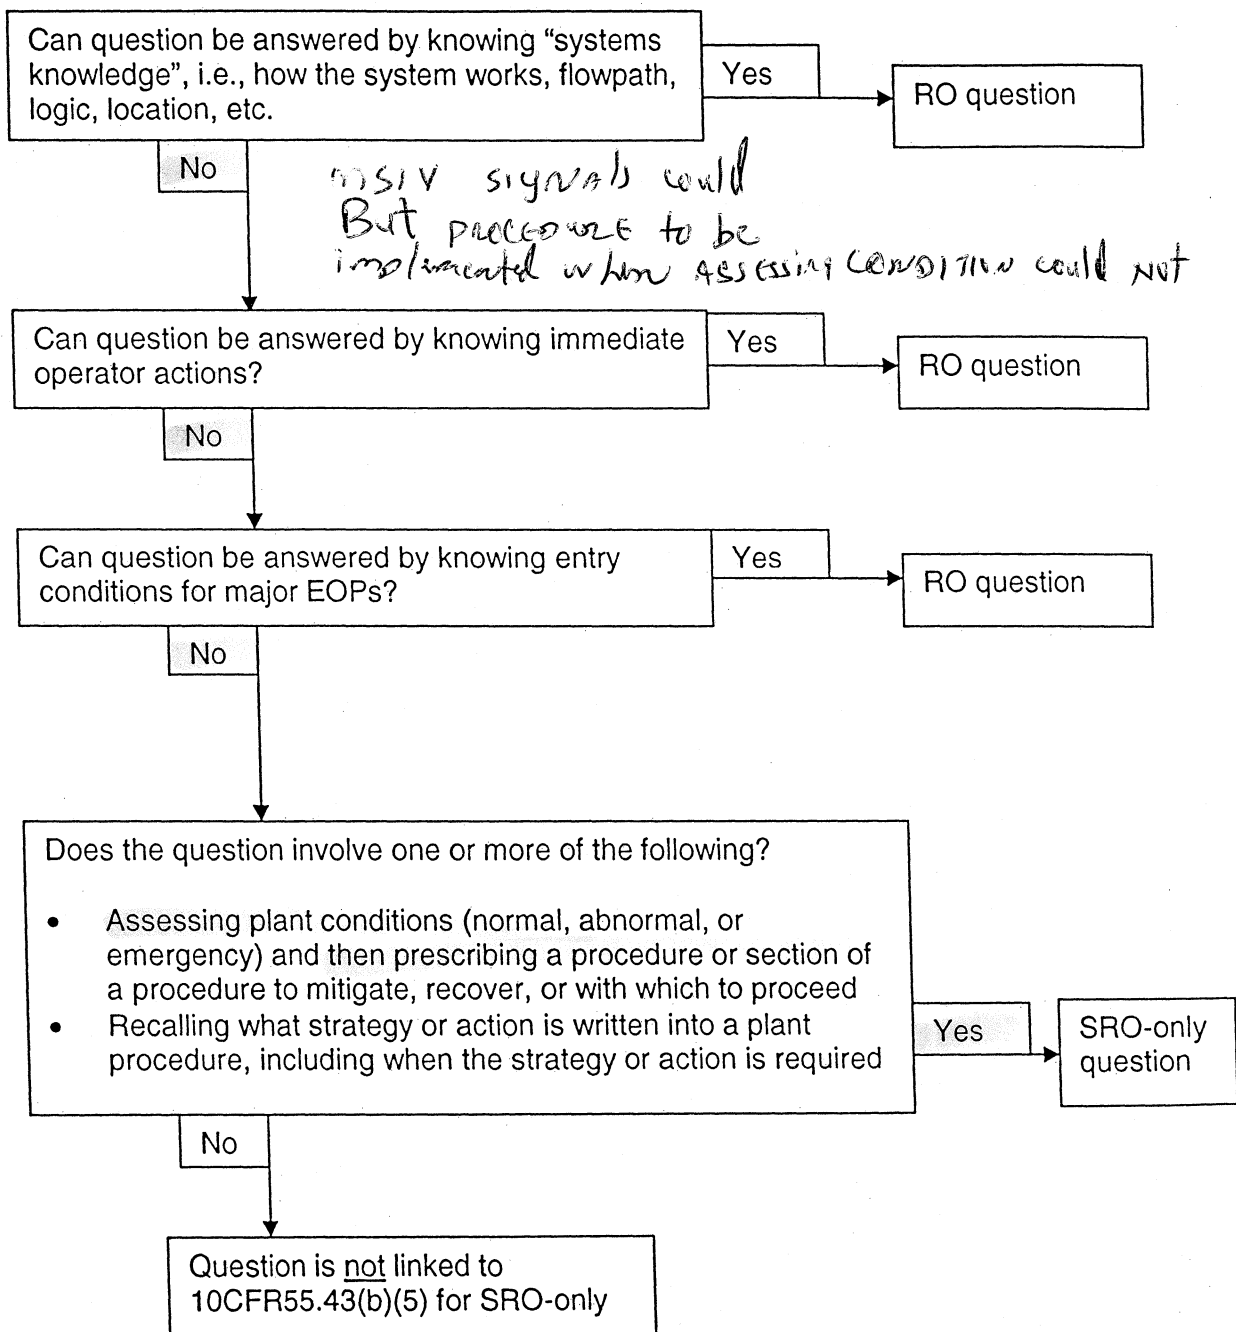 Can question be answered by knowing “systems
knowledge”, i.e., how the system works, flowpath,
logic, location, etc.
Yes
RO question
No
MSIV SIGNAls could
But PROCEDURE to be
implemented when ASSESSing CONDITION could Not
Can question be answered by knowing immediate
operator actions?
Yes
RO question
No
Can question be answered by knowing entry
conditions for major EOPs?
Yes
RO question
No
Does the question involve one or more of the following?
• Assessing plant conditions (normal, abnormal, or
emergency) and then prescribing a procedure or section of
a procedure to mitigate, recover, or with which to proceed
• Recalling what strategy or action is written into a plant
procedure, including when the strategy or action is required
Yes
SRO-only
question
No
Question is not linked to
10CFR55.43(b)(5) for SRO-only